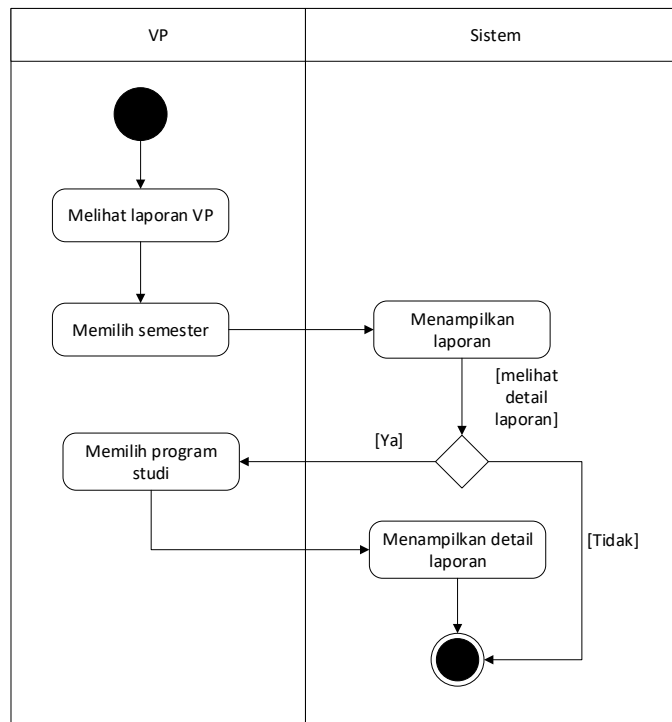 VP
Sistem
Melihat laporan VP
Memilih semester
Menampilkan
laporan
[melihat
detail
laporan]
[Ya]
Memilih program
studi
Menampilkan detail
laporan
[Tidak]